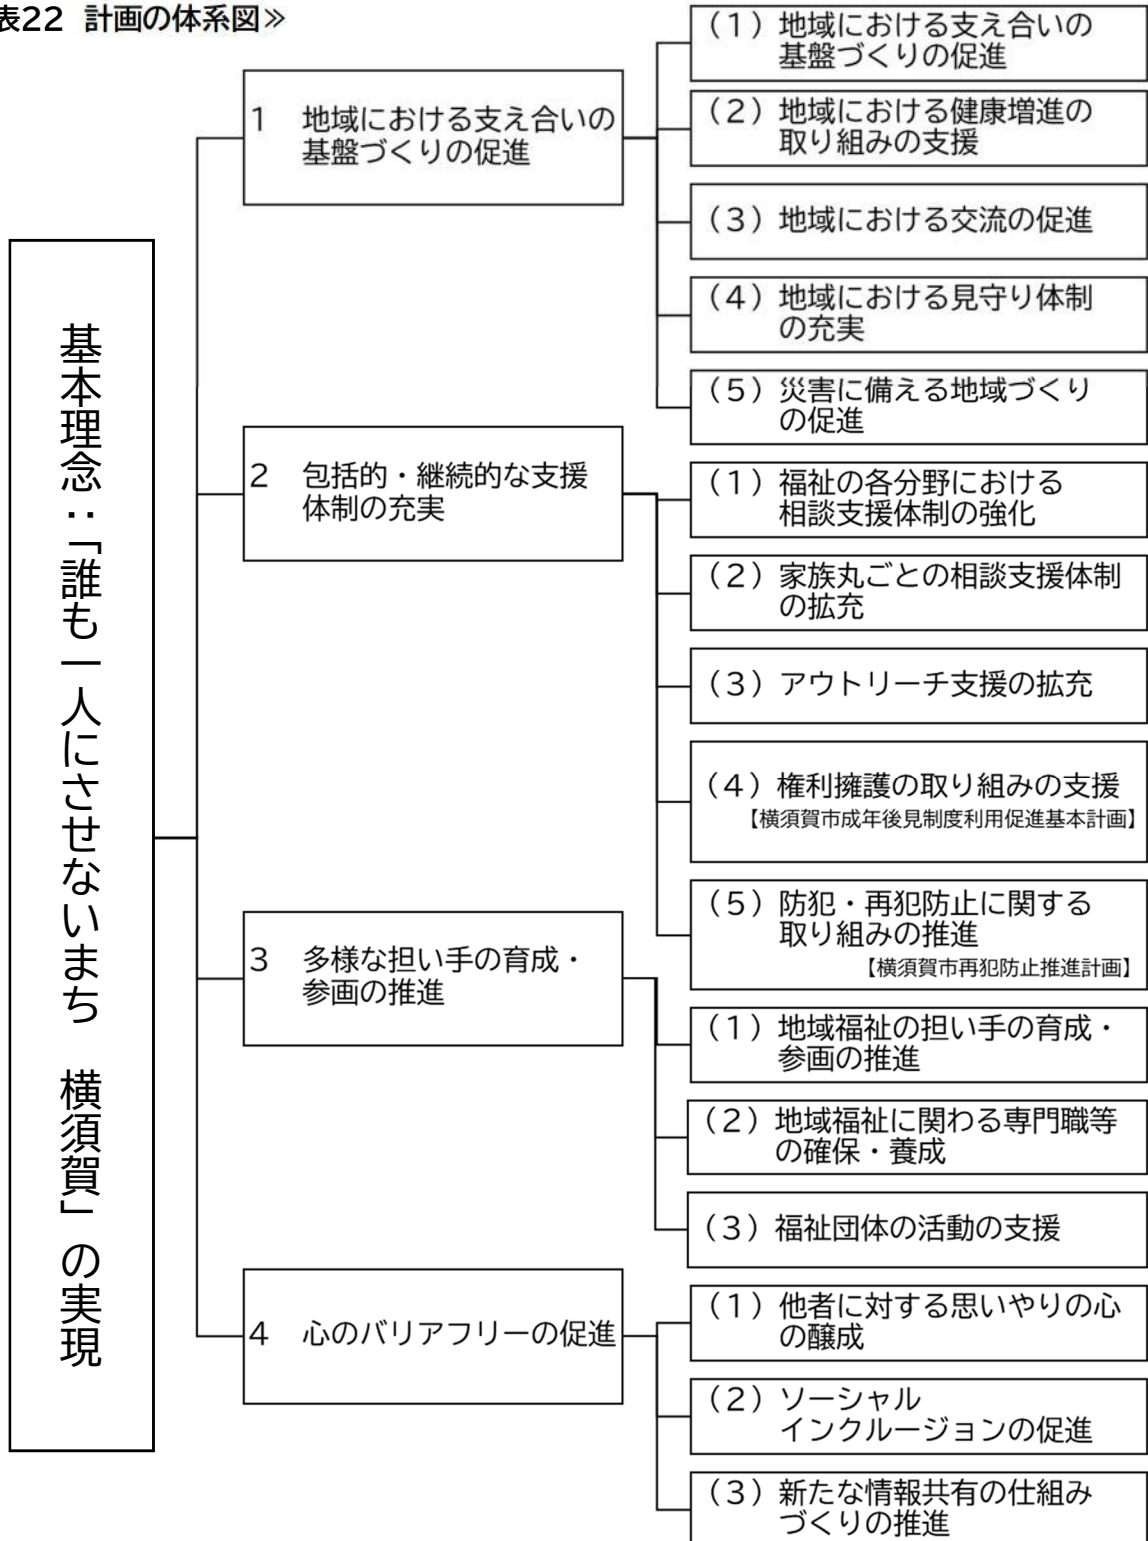 表22 計画の体系図≫
基本理念：「誰も一人にさせないまち　横須賀」の実現
1　地域における支え合いの
基盤づくりの促進
（1）地域における支え合いの
基盤づくりの促進
（2）地域における健康増進の
取り組みの支援
（3）地域における交流の促進
（4）地域における見守り体制
の充実
（5）災害に備える地域づくり
の促進
2　包括的・継続的な支援
体制の充実
（1）福祉の各分野における
相談支援体制の強化
（2）家族丸ごとの相談支援体制
の拡充
（3）アウトリーチ支援の拡充
（4）権利擁護の取り組みの支援
【横須賀市成年後見制度利用促進基本計画】
（5）防犯・再犯防止に関する
取り組みの推進
【横須賀市再犯防止推進計画】
3　多様な担い手の育成・
参画の推進
（1）地域福祉の担い手の育成・
参画の推進
（2）地域福祉に関わる専門職等
の確保・養成
（3）福祉団体の活動の支援
4　心のバリアフリーの促進
（1）他者に対する思いやりの心
の醸成
（2）ソーシャル
インクルージョンの促進
（3）新たな情報共有の仕組み
づくりの推進